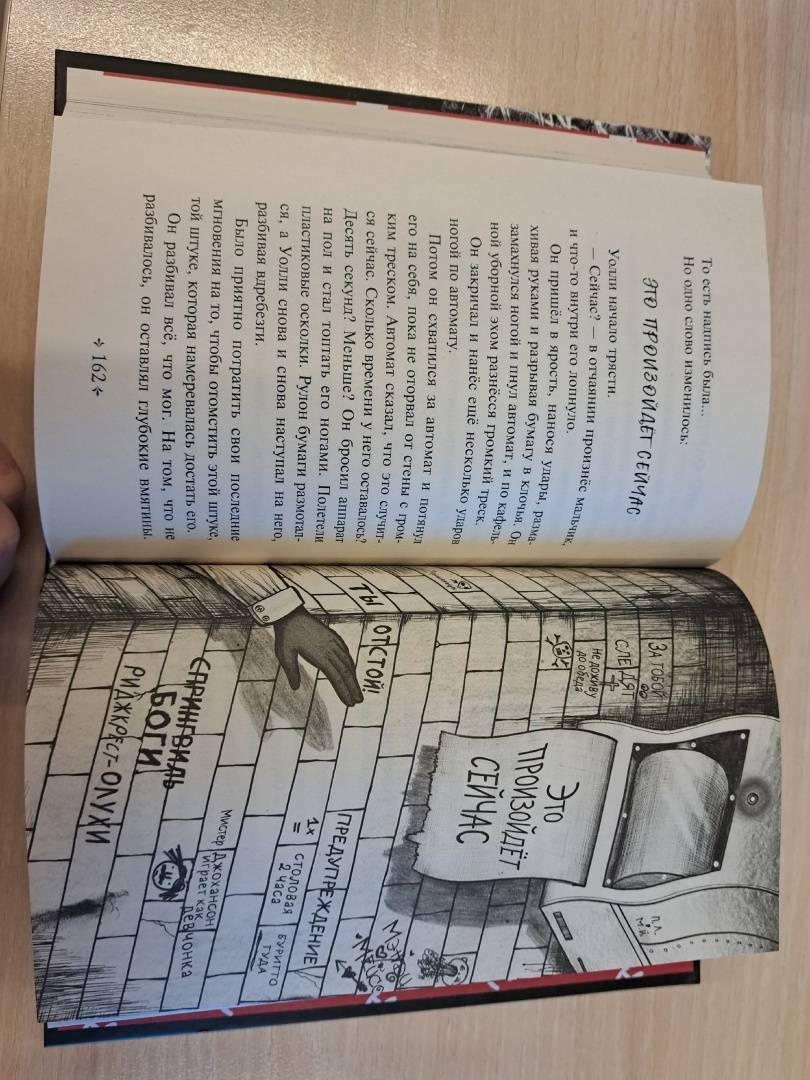 То есть надпись была...
Но одно слово изменилось:
ЭТО ПРОИЗОЙДЁТ СЕЙЧАС
Уолли начало трясти.
— Сейчас? — в отчаянии произнёс мальчик,
и что-то внутри его лопнуло.
Он пришёл в ярость, нанося удары, разма-
хивая руками и разрывая бумагу в клочья. Он
замахнулся ногой и пнул автомат, и по кафель-
ной уборной эхом разнёсся громкий треск.
Он закричал и нанёс ещё несколько ударов
ногой по автомату.
Потом он схватился за автомат и потянул
его на себя, пока не оторвал от стены с гром-
ким треском. Автомат сказал, что это случит-
ся сейчас. Сколько времени у него оставалось?
Десять секунд? Меньше? Он бросил аппарат
на пол и стал топтать его ногами. Полетели
пластиковые осколки. Рулон бумаги размотал-
ся, а Уолли снова и снова наступал на него,
разбивая вдребезги.
Было приятно потратить свои последние
мгновения на то, чтобы отомстить этой штуке,
той штуке, которая намеревалась достать его.
Он разбивал всё, что мог. На том, что не
разбивалось, он оставлял глубокие вмятины.
162
ЗА ТОБОЙ
СЛЕДЯТ
Не доживу
до обеда
ЭТО
ПРОИЗОЙДЁТ
СЕЙЧАС
ТЫ
ОТСТОЙ!
ПРЕДУПРЕЖДЕНИЕ
1х
=
СТОЛОВАЯ
2 ЧАСА
БУРИТТО
ТУДА
СПРИНГВИЛЬ
БОГИ
РИДЖКРЕСТ-ОЛУХИ
МИСТЕР ДЖОХАНСОН
ИГРАЕТ КАК
ДЕВЧОНКА